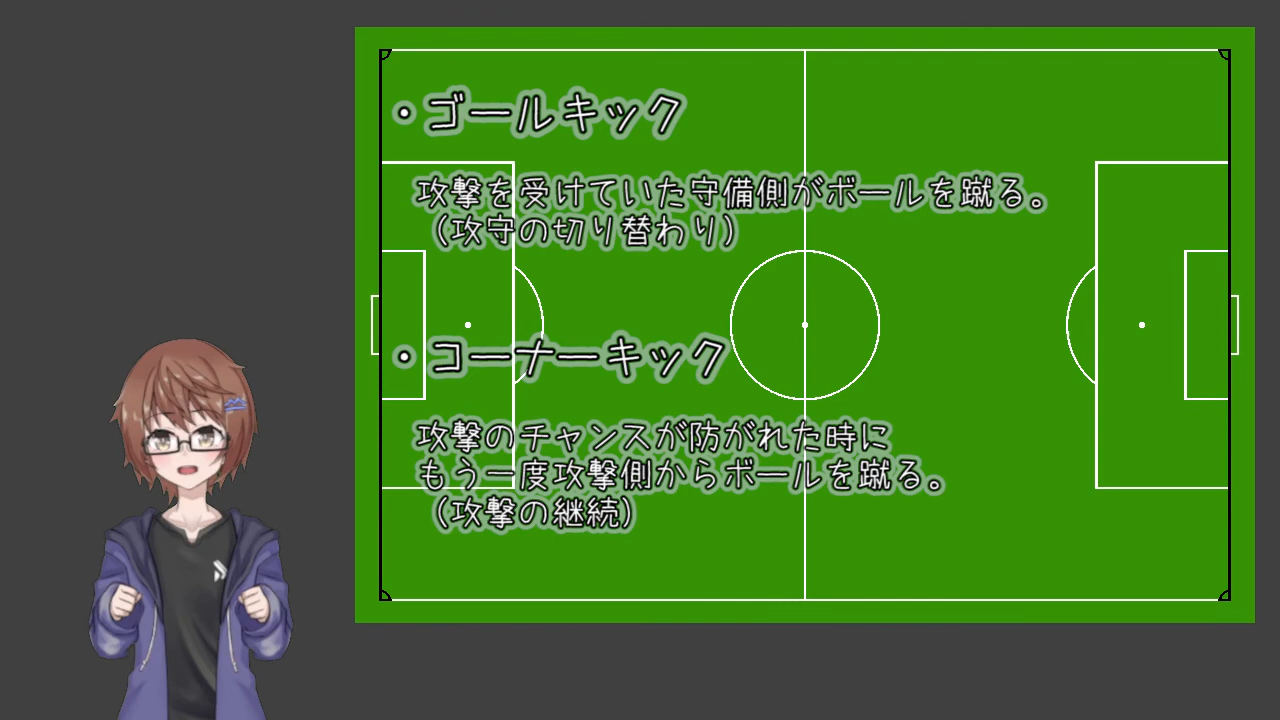 ・ゴールキック
攻撃を受けていた守備側がボールを蹴る。
（攻守の切り替わり）
・コーナーキック
攻撃のチャンスが防がれた時に
もう一度攻撃側からボールを蹴る。
（攻撃の継続）